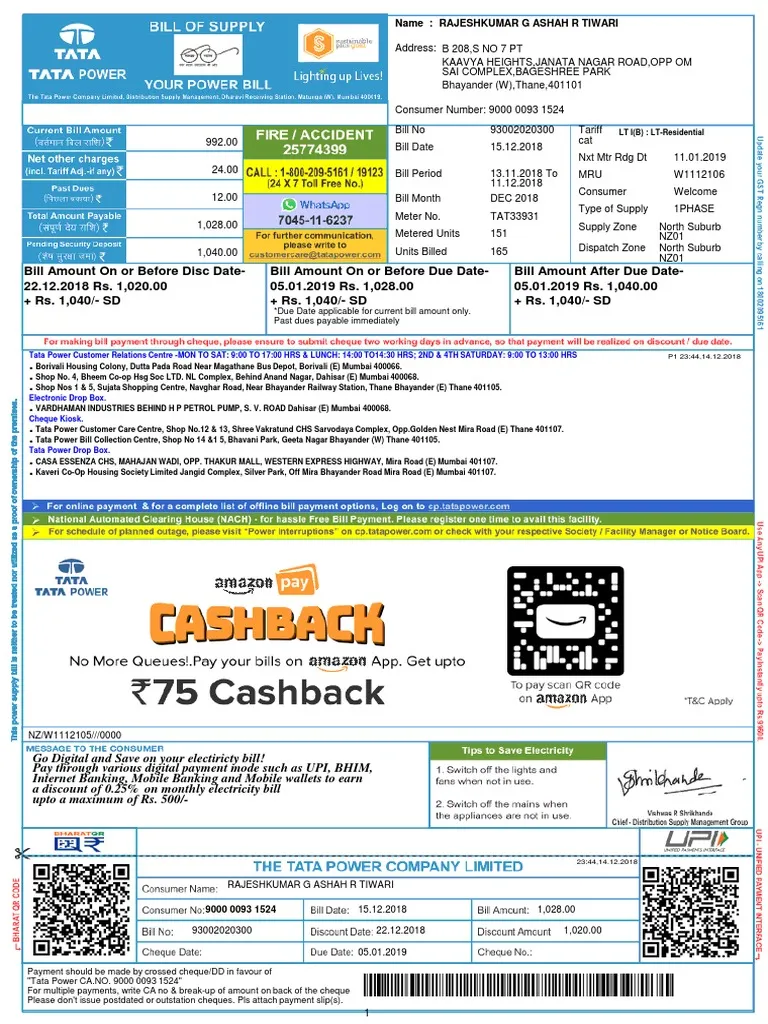 TATA
TATA POWER
BILL OF SUPPLY
YOUR POWER BILL
sustainable
Lighting up Lives!
The Tata Power Company Limited, Distribution Supply Management, Dharavi Receiving Station, Matunga (W), Mumbai 400019.
Name : RAJESHKUMAR G ASHAH R TIWARI
Address: B 208,S NO 7 PT
KAAVYA HEIGHTS,JANATA NAGAR ROAD,OPP OM
SAI COMPLEX,BAGESHREE PARK
Bhayander (W),Thane,401101
Consumer Number: 9000 0093 1524
Current Bill Amount
(वर्तमान बिल राशि) ₹
992.00
Net other charges
(incl. Tariff Adj.-if any) ₹
24.00
Past Dues
(पिछला बकाया) ₹
12.00
Total Amount Payable
(संपूर्ण देय राशि) ₹
1,028.00
Pending Security Deposit
(शेष सुरक्षा जमा) ₹
1,040.00
FIRE / ACCIDENT
25774399
CALL : 1-800-209-5161 / 19123
(24 X 7 Toll Free No.)
WhatsApp
7045-11-6237
For further communication,
please write to
customercare@tatapower.com
Bill No 93002020300
Bill Date 15.12.2018
Bill Period 13.11.2018 To
11.12.2018
Bill Month DEC 2018
Meter No. TAT33931
Metered Units 151
Units Billed 165
Tariff LT I(B) : LT-Residential
cat
Nxt Mtr Rdg Dt 11.01.2019
MRU W1112106
Consumer Welcome
Type of Supply 1PHASE
Supply Zone North Suburb
NZ01
Dispatch Zone North Suburb
NZ01
Bill Amount On or Before Disc Date-
22.12.2018 Rs. 1,020.00
+ Rs. 1,040/- SD
Bill Amount On or Before Due Date-
05.01.2019 Rs. 1,028.00
+ Rs. 1,040/- SD
*Due Date applicable for current bill amount only.
Past dues payable immediately
Bill Amount After Due Date-
05.01.2019 Rs. 1,040.00
+ Rs. 1,040/- SD
For making bill payment through cheque, please ensure to submit cheque two working days in advance, so that payment will be realized on discount / due date.
Tata Power Customer Relations Centre -MON TO SAT: 9:00 TO 17:00 HRS & LUNCH: 14:00 TO14:30 HRS; 2ND & 4TH SATURDAY: 9:00 TO 13:00 HRS
P1 23:44.14.12.2018
. Borivali Housing Colony, Dutta Pada Road Near Magathane Bus Depot, Borivali (E) Mumbai 400066.
. Shop No. 4, Bheem Co-op Hsg Soc LTD. NL Complex, Behind Anand Nagar, Dahisar (E) Mumbai 400068.
. Shop Nos 1 & 5, Sujata Shopping Centre, Navghar Road, Near Bhayander Railway Station, Thane Bhayander (E) Thane 401105.
Electronic Drop Box.
. VARDHAMAN INDUSTRIES BEHIND H P PETROL PUMP, S. V. ROAD Dahisar (E) Mumbai 400068.
Cheque Kiosk.
. Tata Power Customer Care Centre, Shop No.12 & 13, Shree Vakratund CHS Sarvodaya Complex, Opp.Golden Nest Mira Road (E) Thane 401107.
. Tata Power Bill Collection Centre, Shop No 14 &1 5, Bhavani Park, Geeta Nagar Bhayander (W) Thane 401105.
Tata Power Drop Box.
. CASA ESSENZA CHS, MAHAJAN WADI, OPP. THAKUR MALL, WESTERN EXPRESS HIGHWAY, Mira Road (E) Mumbai 401107.
. Kaveri Co-Op Housing Society Limited Jangid Complex, Silver Park, Off Mira Bhayander Road Mira Road (E) Mumbai 401107.
For online payment & for a complete list of offline bill payment options, Log on to cp.tatapower.com
National Automated Clearing House (NACH) - for hassle Free Bill Payment. Please register one time to avail this facility.
For schedule of planned outage, please visit "Power interruptions" on cp.tatapower.com or check with your respective Society / Facility Manager or Notice Board.
Update your GST Regn number by calling on 18002095161
This power supply bill is neither to be treated nor utilized as a proof of ownership of the premises.
TATA
TATA POWER
amazon pay
CASHBACK
No More Queues!.Pay your bills on amazon App. Get upto
₹75 Cashback
To pay scan QR code
on amazon App
*T&C Apply
NZ/W1112105///0000
MESSAGE TO THE CONSUMER
Go Digital and Save on your electiricty bill!
Pay through various digital payment mode such as UPI, BHIM,
Internet Banking, Mobile Banking and Mobile wallets to earn
a discount of 0.25% on monthly electricity bill
upto a maximum of Rs. 500/-
Tips to Save Electricity
1. Switch off the lights and
fans when not in use.
2. Switch off the mains when
the appliances are not in use.
Shrikhande
Vishwas R Shrikhande
Chief - Distribution Supply Management Group
BHARATQR
UPI
UNIFIED PAYMENTS INTERFACE
THE TATA POWER COMPANY LIMITED
23:44,14.12.2018
Consumer Name: RAJESHKUMAR G ASHAH R TIWARI
Consumer No:9000 0093 1524
Bill Date: 15.12.2018
Bill Amount: 1,028.00
Bill No: 93002020300
Discount Date: 22.12.2018
Discount Amount 1,020.00
Cheque Date:
Due Date: 05.01.2019
Cheque No.:
BHARAT QR CODE
UPI - UNIFIED PAYMENT INTERFACE
Payment should be made by crossed cheque/DD in favour of
"Tata Power CA.NO. 9000 0093 1524"
For multiple payments, write CA no & break-up of amount on back of the cheque
Please don't issue postdated or outstation cheques. Pls attach payment slip(s).
1